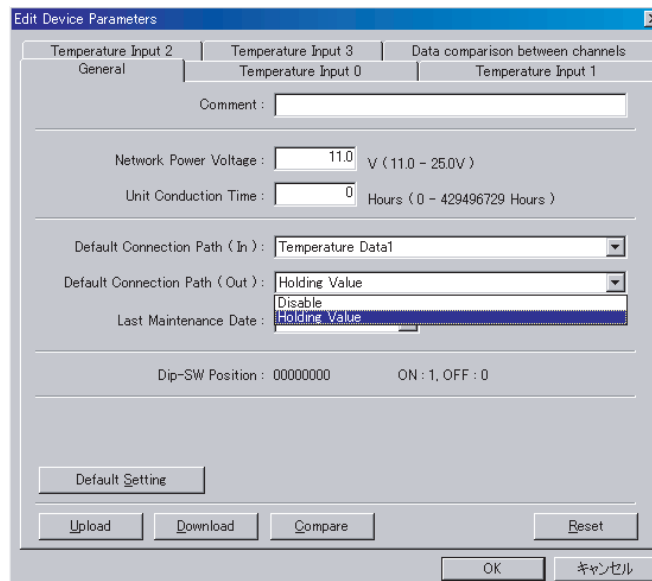 Edit Device Parameters
Temperature Input 2 Temperature Input 3 Data comparison between channels
General Temperature Input 0 Temperature Input 1
Comment :
Network Power Voltage : 11.0 V ( 11.0 - 25.0V )
Unit Conduction Time : 0 Hours ( 0 - 429496729 Hours )
Default Connection Path ( In ) : Temperature Data1
Default Connection Path ( Out ) : Holding Value
Disable
Last Maintenance Date : Holding Value
Dip-SW Position : 00000000 ON : 1, OFF : 0
Default Setting
Upload Download Compare Reset
OK キャンセル